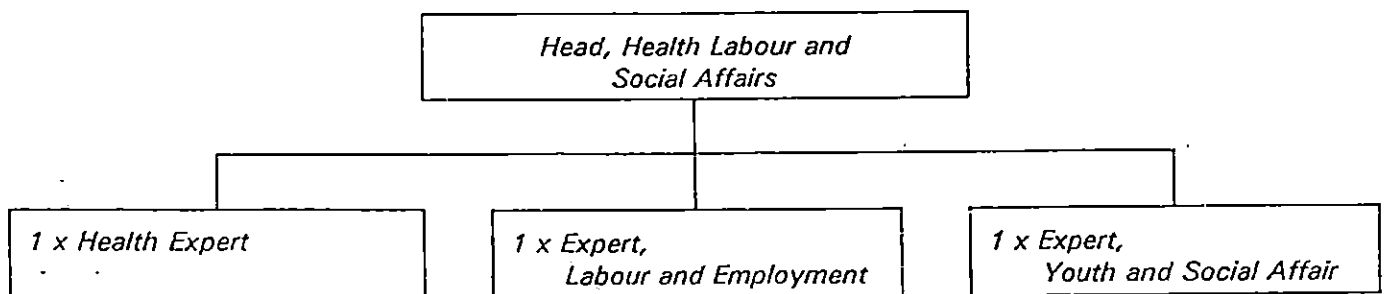 Head, Health Labour and
Social Affairs
1 x Health Expert
1 x Expert,
Labour and Employment
1 x Expert,
Youth and Social Affair